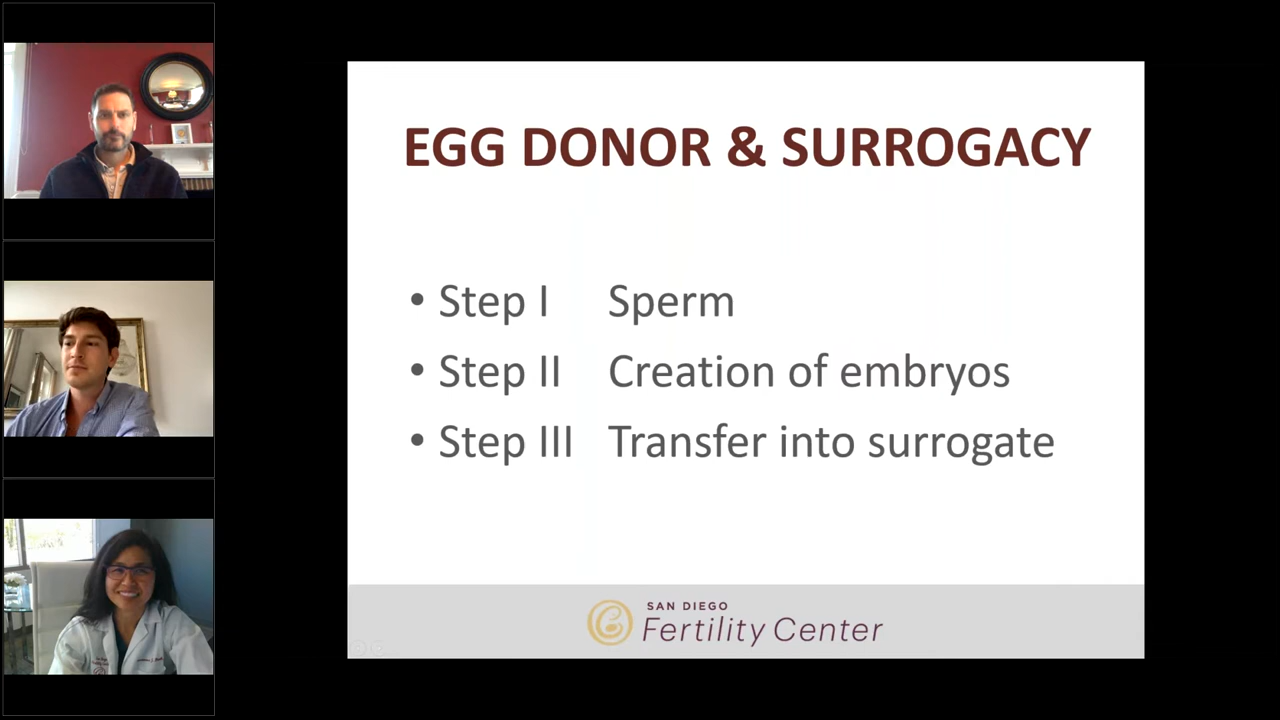 EGG DONOR & SURROGACY
• Step I Sperm
• Step II Creation of embryos
• Step III Transfer into surrogate
SAN DIEGO
Fertility Center